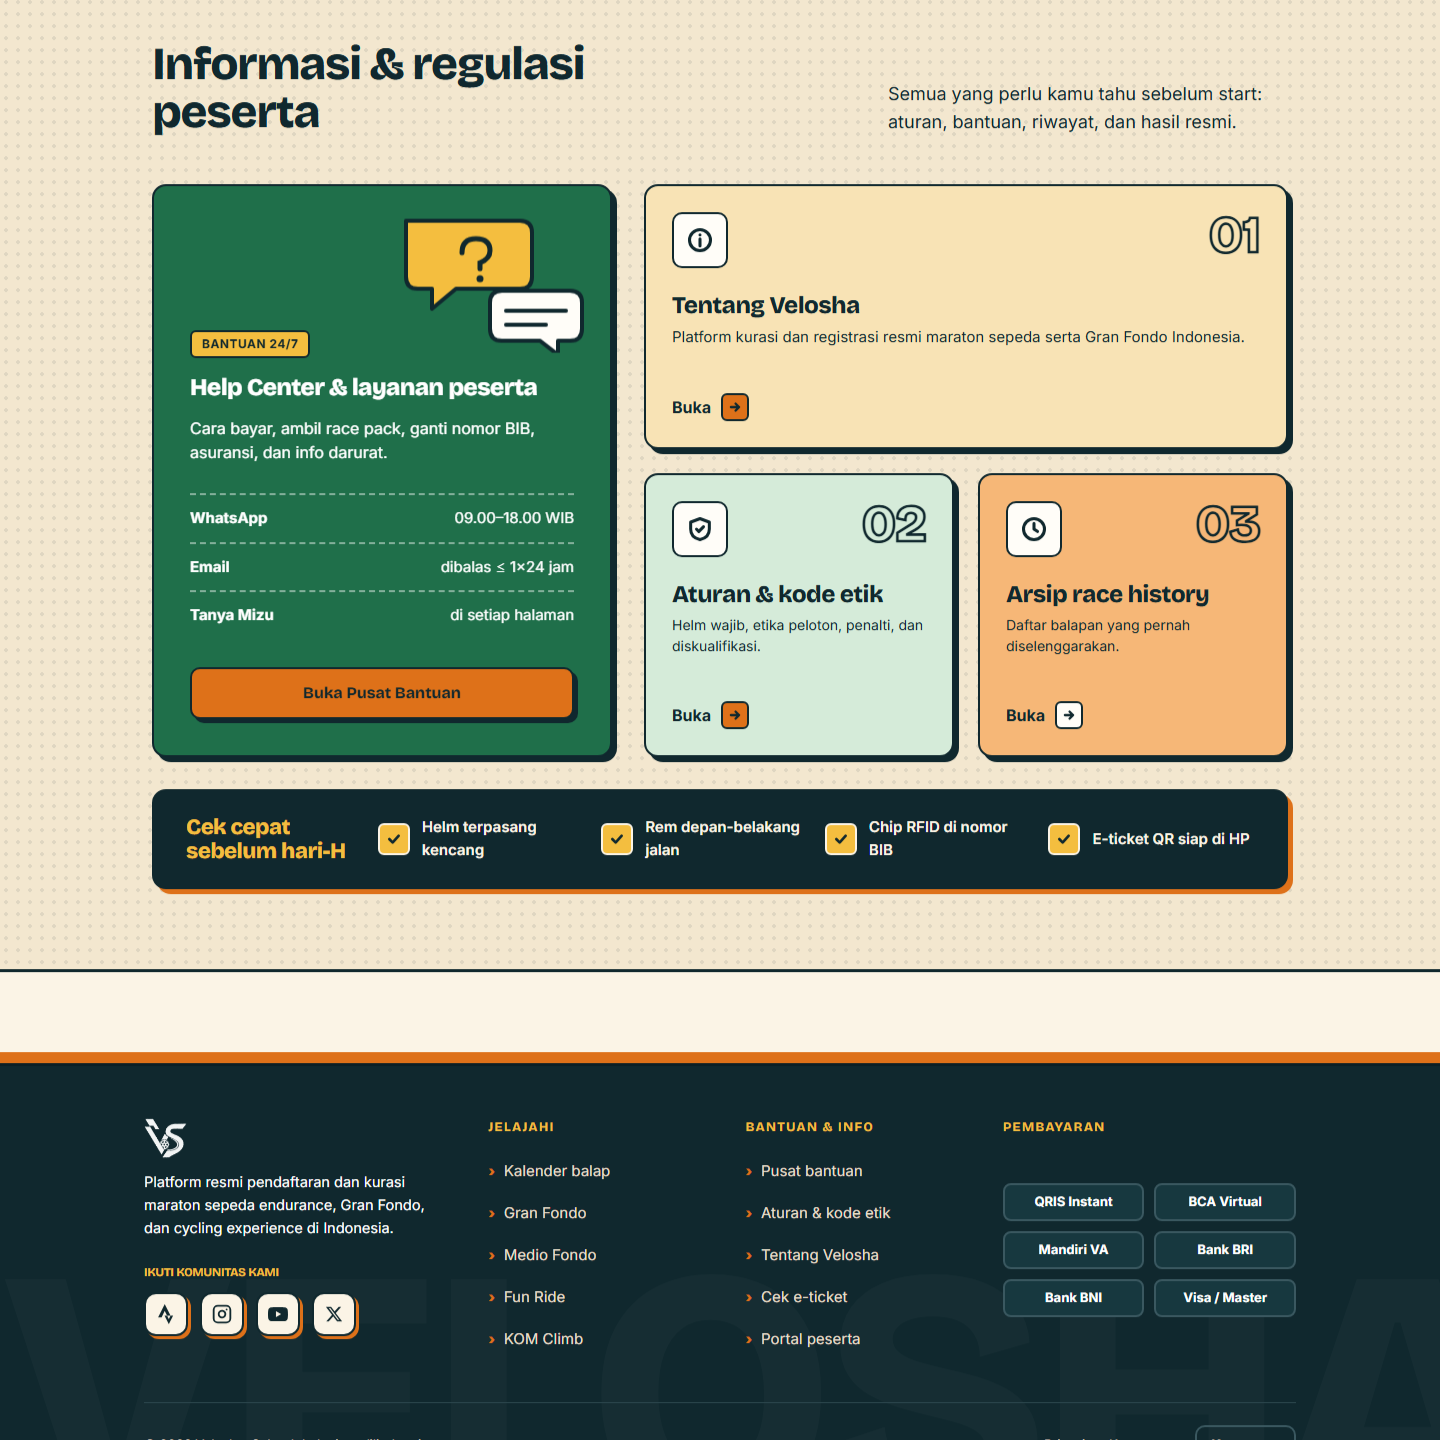 Informasi & regulasi
peserta
Semua yang perlu kamu tahu sebelum start:
aturan, bantuan, riwayat, dan hasil resmi.
?
BANTUAN 24/7
Help Center & layanan peserta
Cara bayar, ambil race pack, ganti nomor BIB,
asuransi, dan info darurat.
WhatsApp 09.00–18.00 WIB
Email dibalas ≤ 1×24 jam
Tanya Mizu di setiap halaman
Buka Pusat Bantuan
01
Tentang Velosha
Platform kurasi dan registrasi resmi maraton sepeda serta Gran Fondo Indonesia.
Buka
02
Aturan & kode etik
Helm wajib, etika peloton, penalti, dan
diskualifikasi.
Buka
03
Arsip race history
Daftar balapan yang pernah
diselenggarakan.
Buka
Cek cepat
sebelum hari-H
Helm terpasang
kencang
Rem depan-belakang
jalan
Chip RFID di nomor
BIB
E-ticket QR siap di HP
VS
Platform resmi pendaftaran dan kurasi
maraton sepeda endurance, Gran Fondo,
dan cycling experience di Indonesia.
IKUTI KOMUNITAS KAMI
JELAJAHI
› Kalender balap
› Gran Fondo
› Medio Fondo
› Fun Ride
› KOM Climb
BANTUAN & INFO
› Pusat bantuan
› Aturan & kode etik
› Tentang Velosha
› Cek e-ticket
› Portal peserta
PEMBAYARAN
QRIS Instant
BCA Virtual
Mandiri VA
Bank BRI
Bank BNI
Visa / Master
VELOSHA